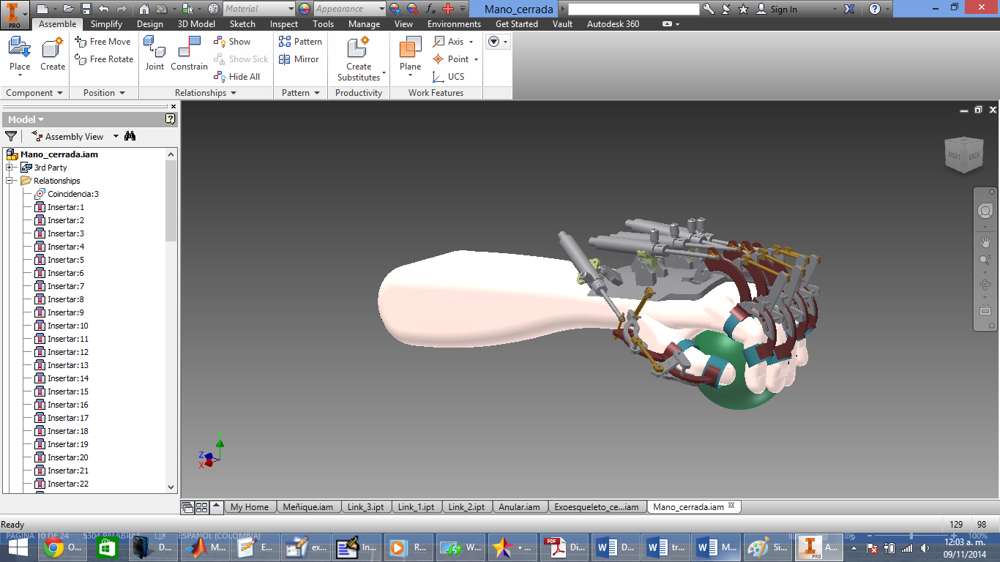 Material
Appearance
Mano_cerrada
Sign In
PRO
Assemble Simplify Design 3D Model Sketch Inspect Tools Manage View Environments Get Started Vault Autodesk 360
Place
Create
Free Move
Free Rotate
Joint
Constrain
Show
Show Sick
Hide All
Pattern
Mirror
Create
Substitutes
Plane
Axis
Point
UCS
Component Position Relationships Pattern Productivity Work Features
Model
Assembly View
Mano_cerrada.iam
3rd Party
Relationships
Coincidencia:3
Insertar:1
Insertar:2
Insertar:3
Insertar:4
Insertar:5
Insertar:6
Insertar:7
Insertar:8
Insertar:9
Insertar:10
Insertar:11
Insertar:12
Insertar:13
Insertar:14
Insertar:15
Insertar:16
Insertar:17
Insertar:18
Insertar:19
Insertar:20
Insertar:21
Insertar:22
RIGHT BACK
Z
X
My Home Meñique.iam Link_3.ipt Link_1.ipt Link_2.ipt Anular.iam Exoesqueleto_ce...iam Mano_cerrada.iam
Ready 129 98
PÁGINA 10 DE 24 5304 PALABRAS ESPAÑOL (COLOMBIA) 100%
O... D... M... E... ex... In... R... W... • ... Di... D... tr... M... Si... A...
PDF
PRO
12:03 a. m.
09/11/2014